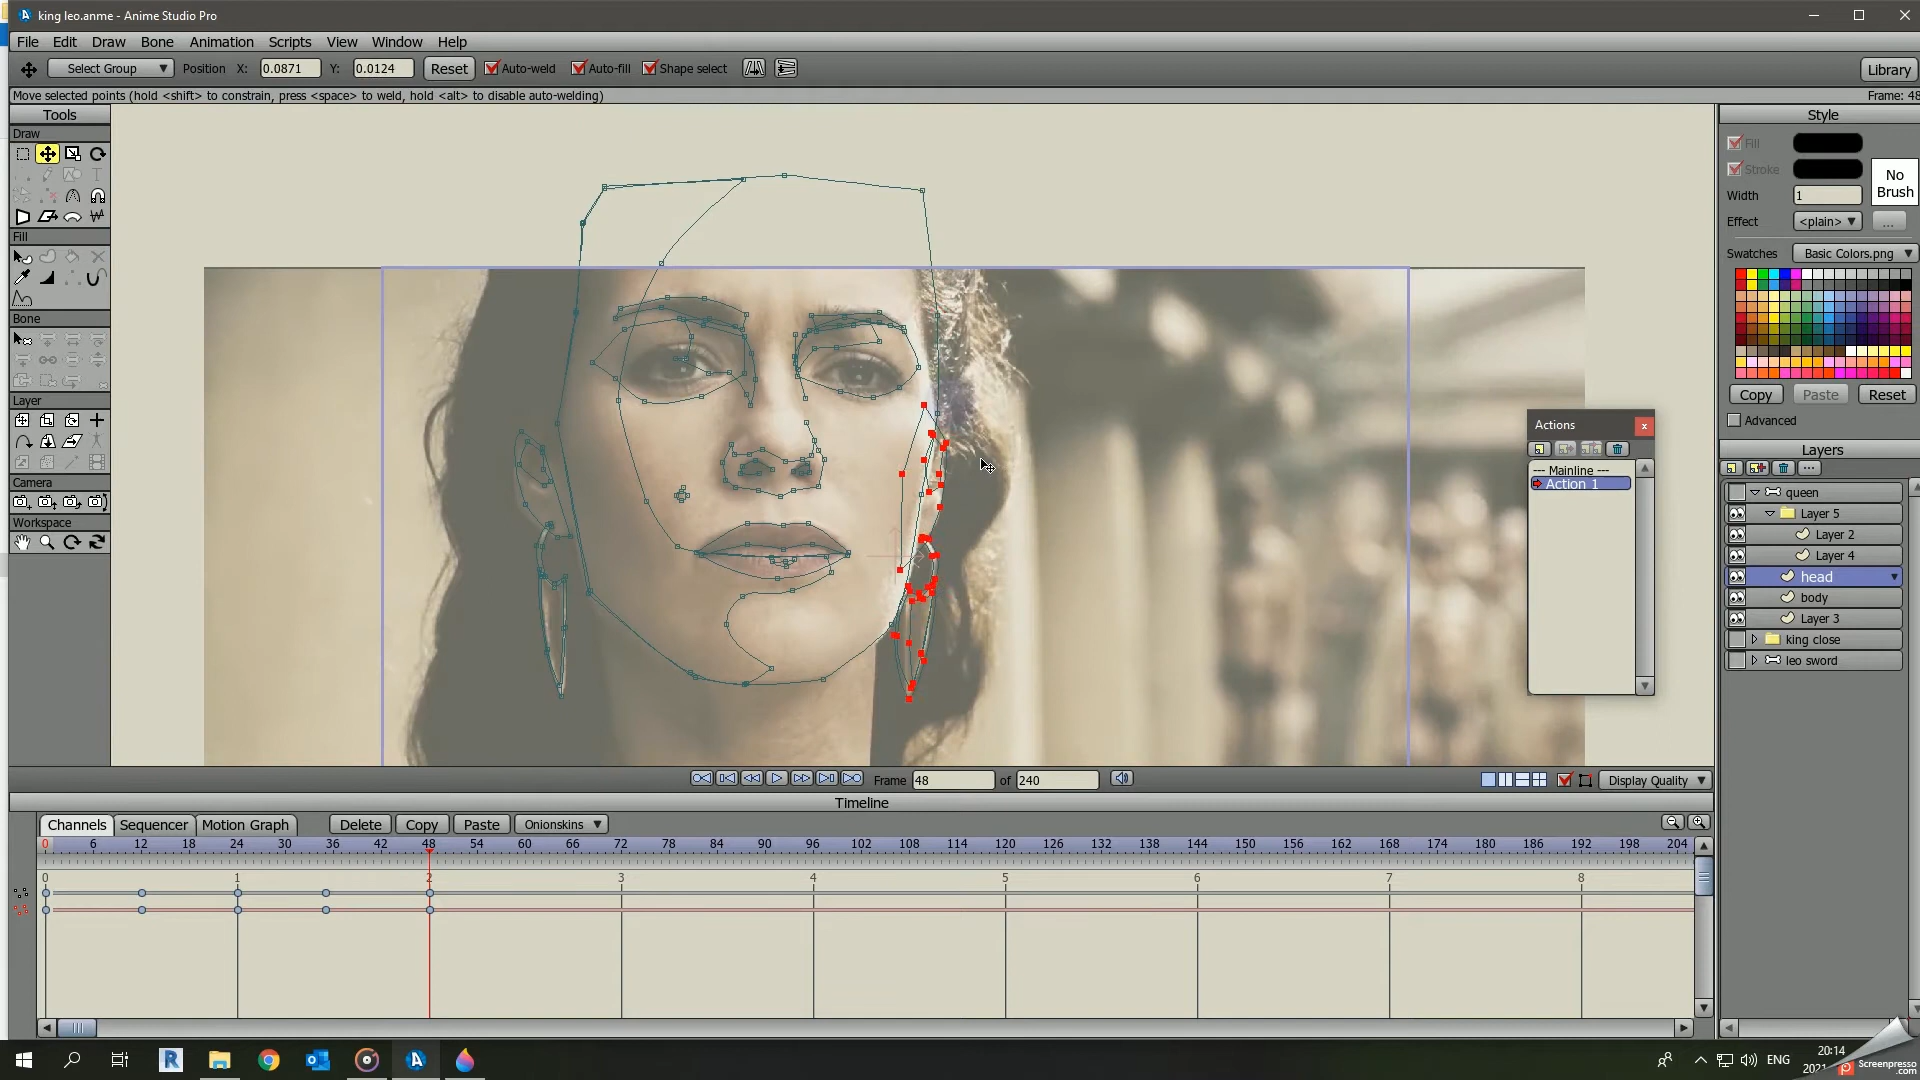 king leo.anme - Anime Studio Pro
File Edit Draw Bone Animation Scripts View Window Help
Select Group Position X: 0.0871 Y: 0.0124 Reset Auto-weld Auto-fill Shape select Library
Move selected points (hold <shift> to constrain, press <space> to weld, hold <alt> to disable auto-welding) Frame: 48
Tools
Draw
Fill
Bone
Layer
Camera
Workspace
Style
Fill
Stroke
No Brush
Width 1
Effect <plain> ...
Swatches Basic Colors.png
Copy Paste Reset
Advanced
Layers
queen
Layer 5
Layer 2
Layer 4
head
body
Layer 3
king close
leo sword
Actions
--- Mainline ---
Action 1
Frame 48 of 240 Display Quality
Timeline
Channels Sequencer Motion Graph Delete Copy Paste Onionskins
0 6 12 18 24 30 36 42 48 54 60 66 72 78 84 90 96 102 108 114 120 126 132 138 144 150 156 162 168 174 180 186 192 198 204
0 1 2 3 4 5 6 7 8
ENG 20:14
2021
Screenpresso
.com